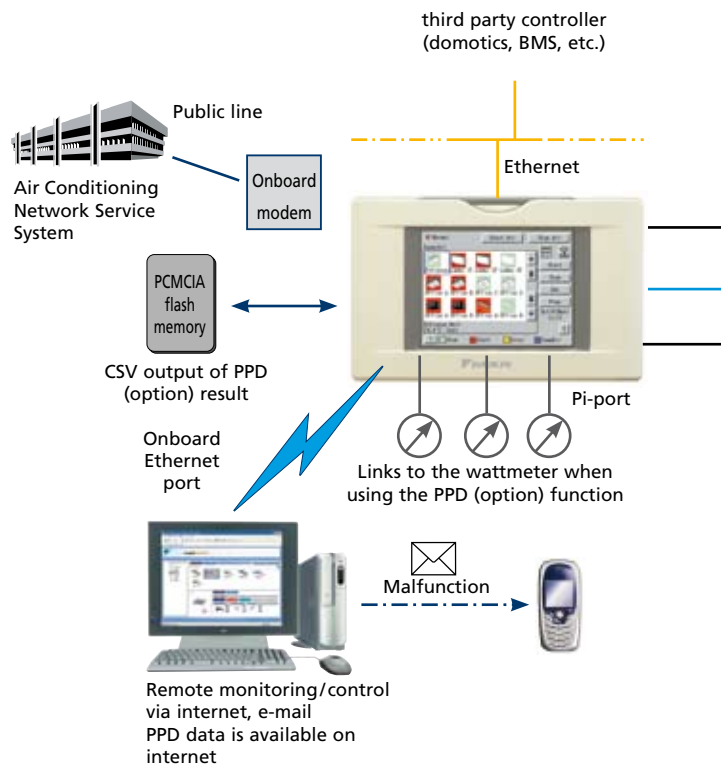 third party controller
(domotics, BMS, etc.)
Public line
Ethernet
Onboard
modem
Air Conditioning
Network Service
System
PCMCIA
flash
memory
CSV output of PPD
(option) result
Pi-port
Onboard
Ethernet
port
Links to the wattmeter when
using the PPD (option) function
Malfunction
Remote monitoring/control
via internet, e-mail
PPD data is available on
internet